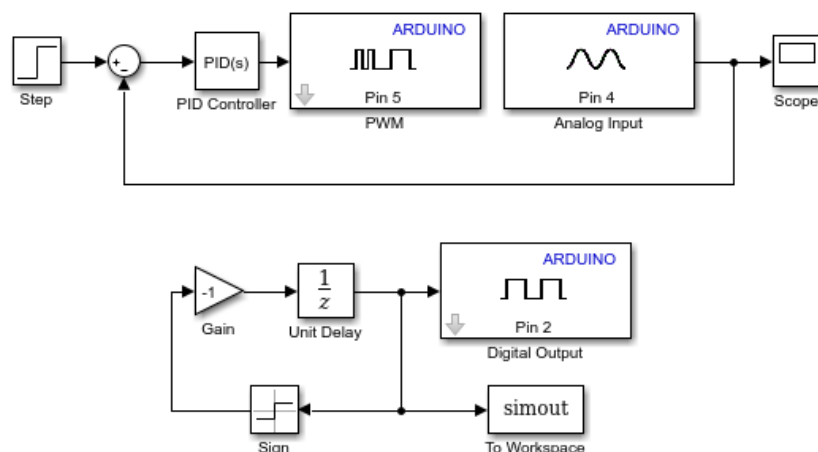 ARDUINO
ARDUINO
PID(s)
+
-
Pin 5
Pin 4
Step
PID Controller
PWM
Analog Input
Scope
ARDUINO
-1
1
z
Pin 2
Gain
Unit Delay
Digital Output
simout
Sign
To Workspace